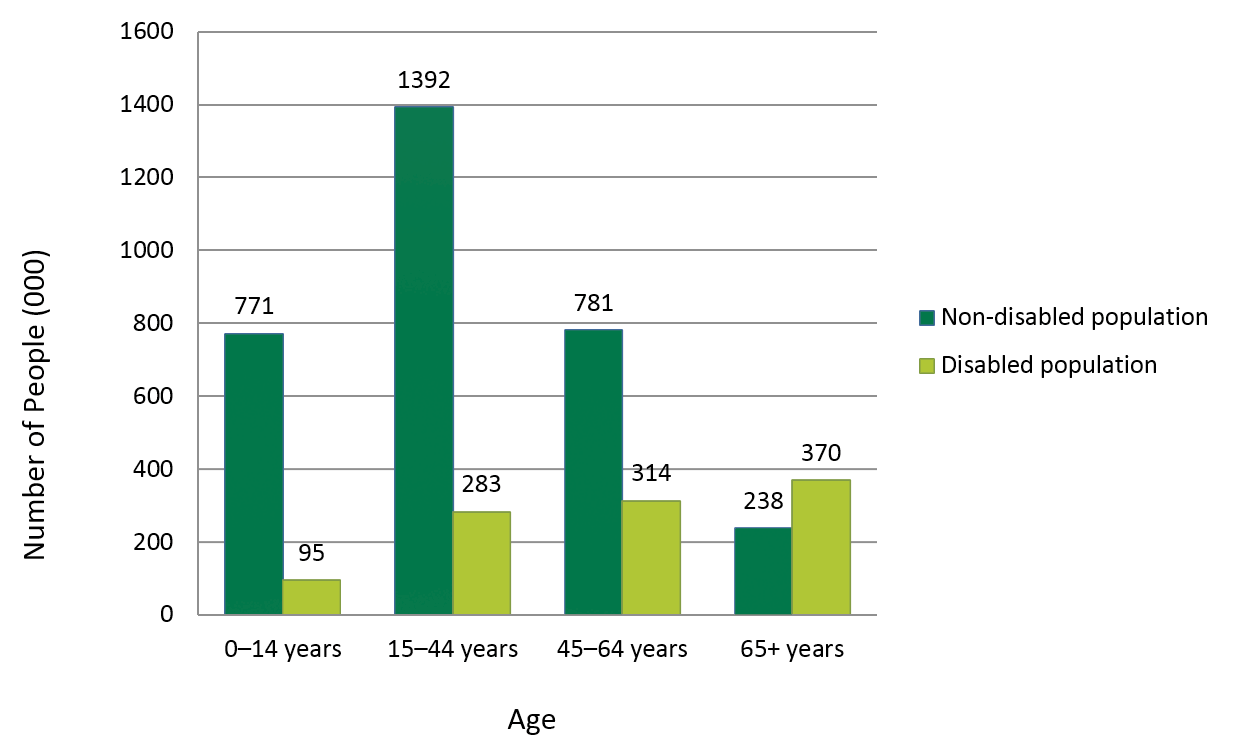 1600
1400
1200
1000
800
600
400
200
0
Number of People (000)
771
95
1392
283
781
314
238
370
0–14 years
15–44 years
45–64 years
65+ years
Age
Non-disabled population
Disabled population